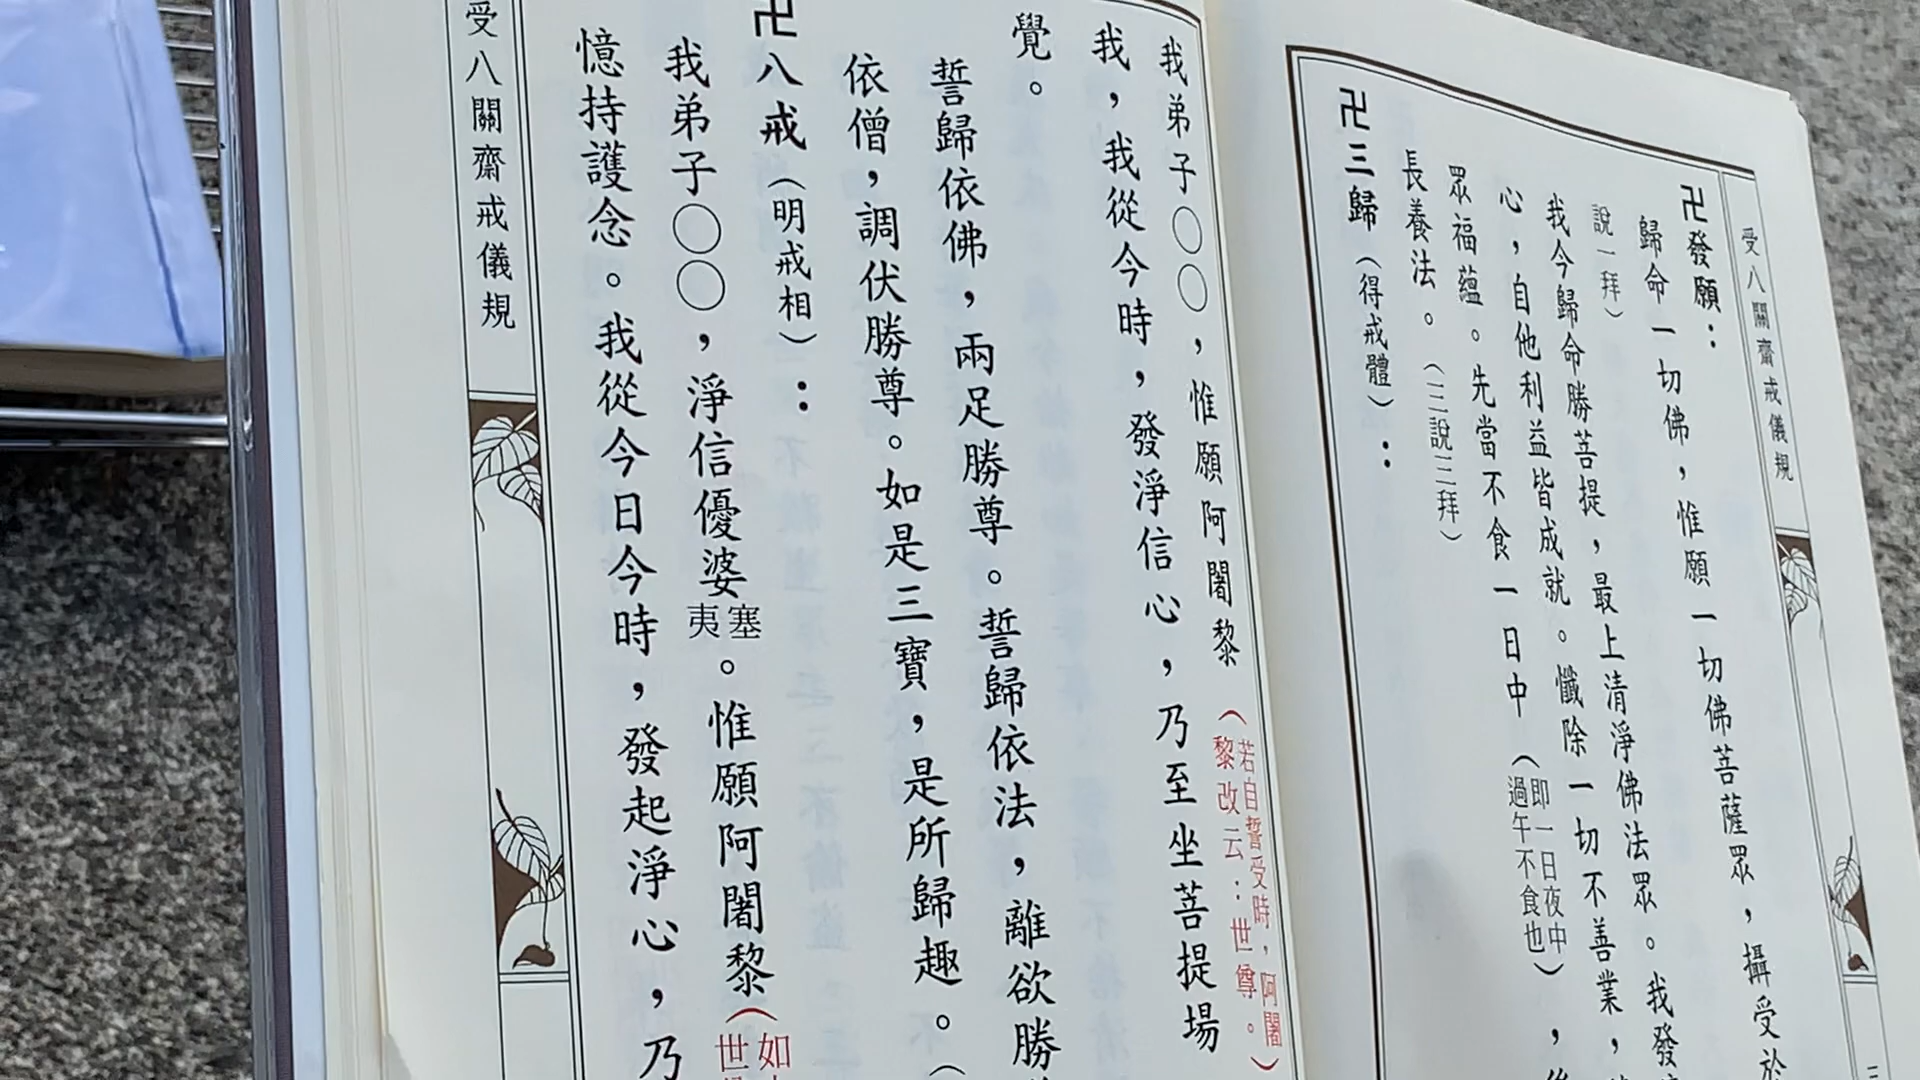 受八關齋戒儀規
卍發願：
歸命一切佛，惟願一切佛菩薩眾，攝受於
（說一拜）
我今歸命勝菩提，最上清淨佛法眾。我發
心，自他利益皆成就。懺除一切不善業，
眾福蘊。先當不食一日中（即一日夜中過午不食也），
長養法。（三說三拜）
卍三歸（得戒體）：
我弟子○○，惟願阿闍黎（若自誓受時，阿闍黎改云：世尊。）
我，我從今時，發淨信心，乃至坐菩提場
覺。
誓歸依佛，兩足勝尊。誓歸依法，離欲勝
依僧，調伏勝尊。如是三寶，是所歸趣。（
卍八戒（明戒相）：
我弟子○○，淨信優婆塞夷。惟願阿闍黎（如世
憶持護念。我從今日今時，發起淨心，乃
受八關齋戒儀規